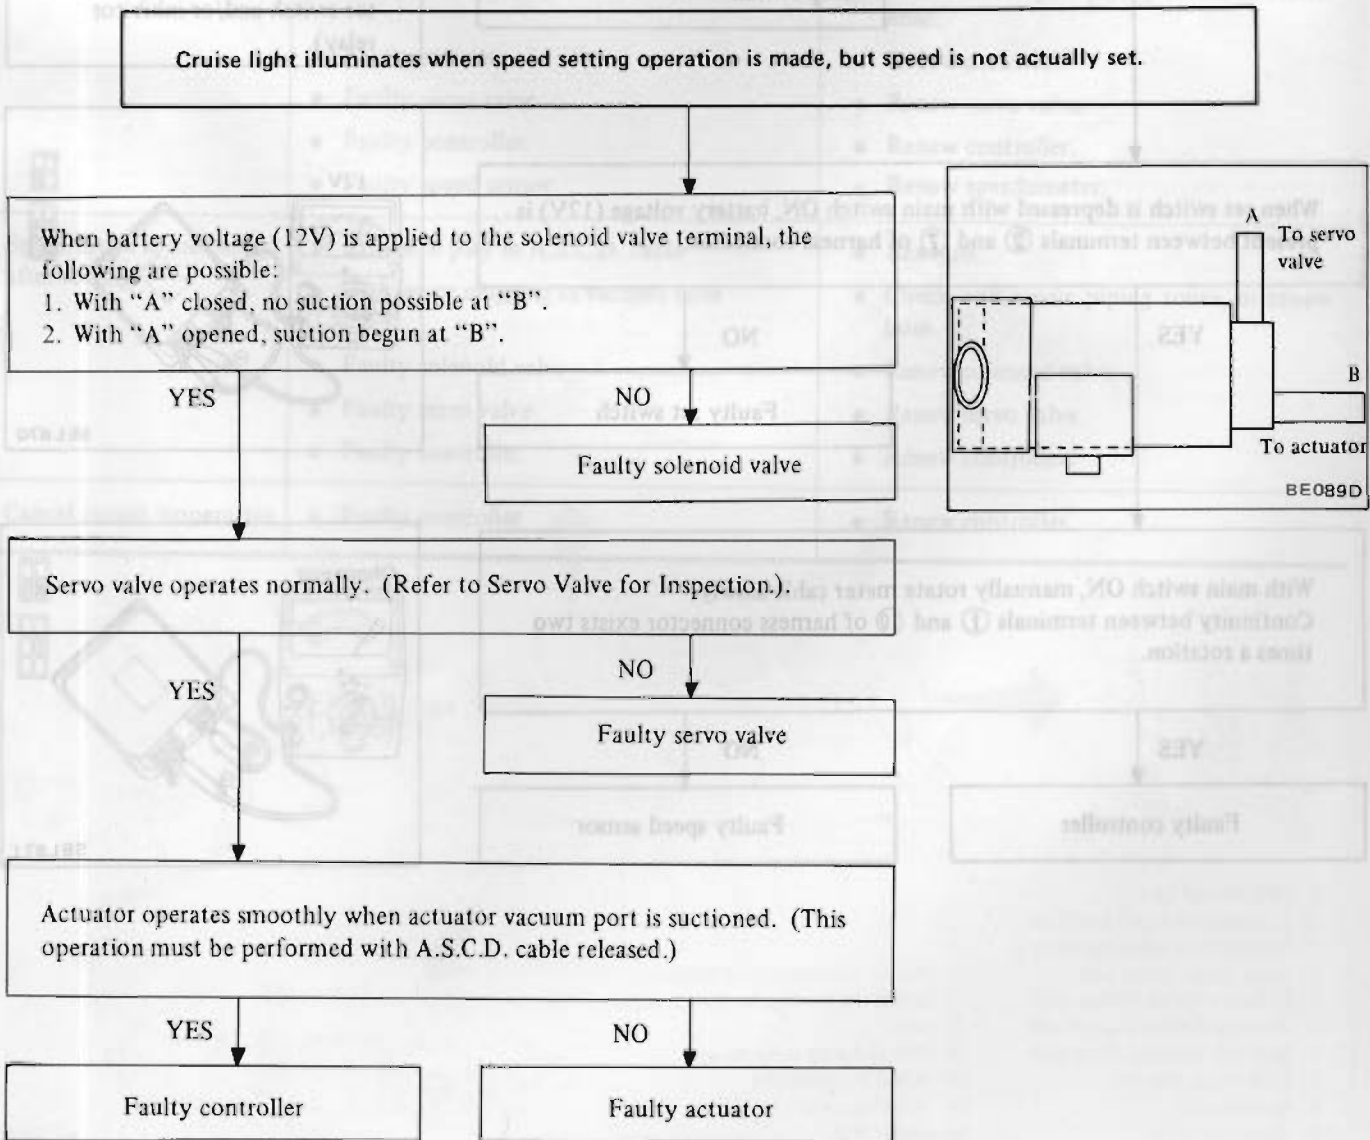 Cruise light illuminates when speed setting operation is made, but speed is not actually set.
When battery voltage (12V) is applied to the solenoid valve terminal, the
following are possible:
1. With “A” closed, no suction possible at “B”.
2. With “A” opened, suction begun at “B”.
A
To servo
valve
B
To actuator
BE089D
YES
NO
Faulty solenoid valve
Servo valve operates normally. (Refer to Servo Valve for Inspection.).
YES
NO
Faulty servo valve
Actuator operates smoothly when actuator vacuum port is suctioned. (This
operation must be performed with A.S.C.D. cable released.)
YES
NO
Faulty controller
Faulty actuator